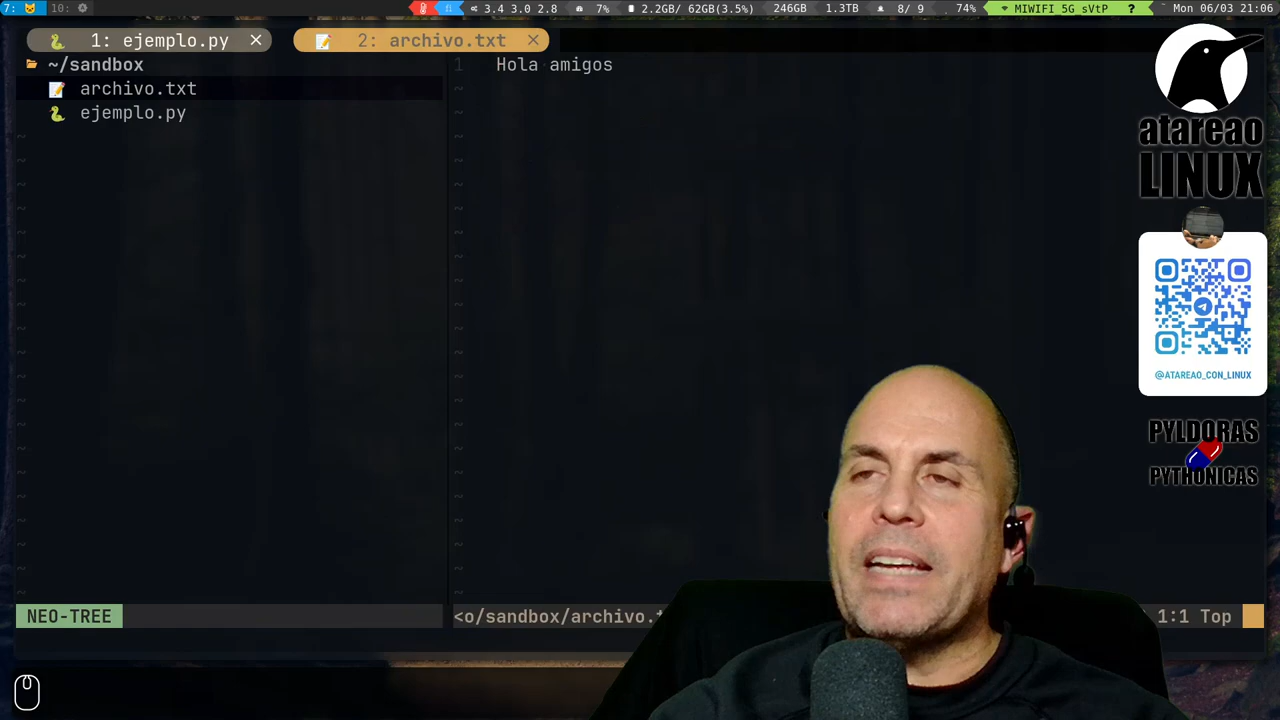 7: 10: 3.4 3.0 2.8 7% 2.2GB/ 62GB(3.5%) 246GB 1.3TB 8/ 9 74% MIWIFI 5G sVtP ? Mon 06/03 21:06
1: ejemplo.py × 2: archivo.txt ×
~/sandbox
archivo.txt
ejemplo.py
1 Hola amigos
NEO-TREE
<o/sandbox/archivo.
1:1 Top
atareao
LINUX
@ATAREAO_CON_LINUX
PYLDORAS
PYTHONICAS